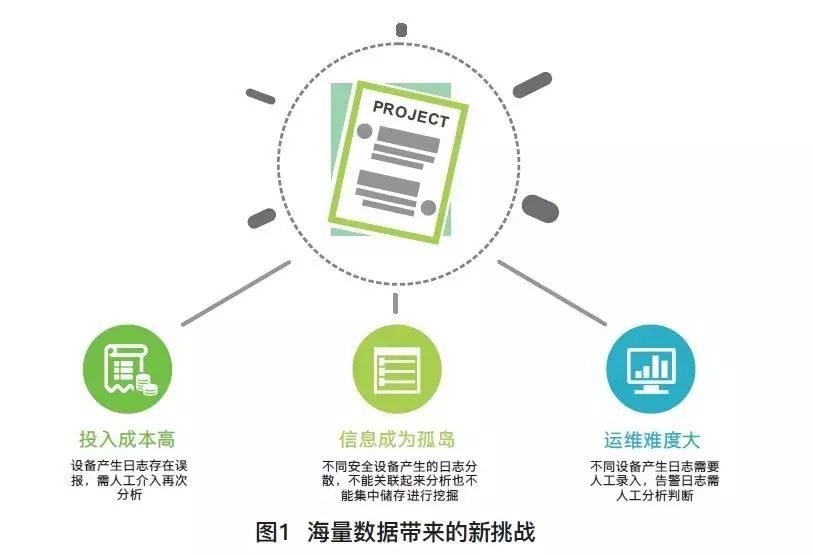 PROJECT
投入成本高
设备产生日志存在误
报，需人工介入再次
分析
信息成为孤岛
不同安全设备产生的日志分
散，不能关联起来分析也不
能集中储存进行挖掘
运维难度大
不同设备产生日志需要
人工录入，告警日志需
人工分析判断
图1 海量数据带来的新挑战